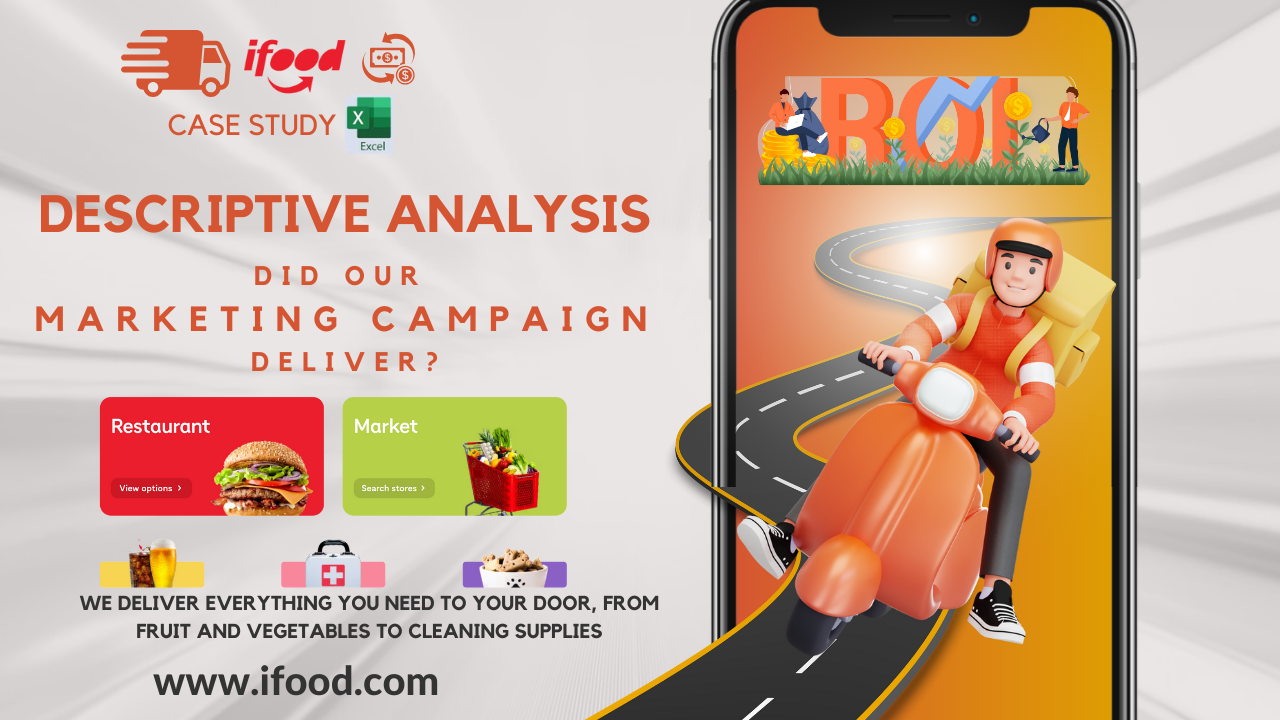 ifood
CASE STUDY
X
Excel
DESCRIPTIVE ANALYSIS
DID OUR
MARKETING CAMPAIGN
DELIVER?
Restaurant
View options ›
Market
Search stores ›
WE DELIVER EVERYTHING YOU NEED TO YOUR DOOR, FROM
FRUIT AND VEGETABLES TO CLEANING SUPPLIES
www.ifood.com
ROI